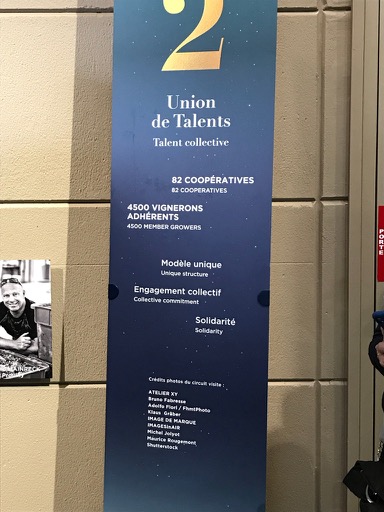 2
Union
de Talents
Talent collective
82 COOPÉRATIVES
82 COOPERATIVES
4500 VIGNERONS
ADHÉRENTS
4500 MEMBER GROWERS
Modèle unique
Unique structure
Engagement collectif
Collective commitment
Solidarité
Solidarity
Crédits photos du circuit visite :
ATELIER XY
Bruno Fabresse
Adolfo Fiori / FhmtPhoto
Klaus Gräber
IMAGE DE MARQUE
IMAGESinAIR
Michel Jolyot
Maurice Rougemont
Shutterstock
PORTE